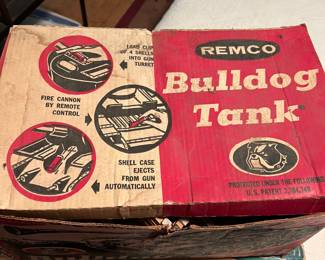 LOAD CLIP
OF 4 SHELLS
INTO GUN
TURRET
FIRE CANNON
BY REMOTE
CONTROL
SHELL CASE
EJECTS
FROM GUN
AUTOMATICALLY
REMCO
Bulldog
Tank
PROTECTED UNDER THE FOLLOWING
U.S. PATENT